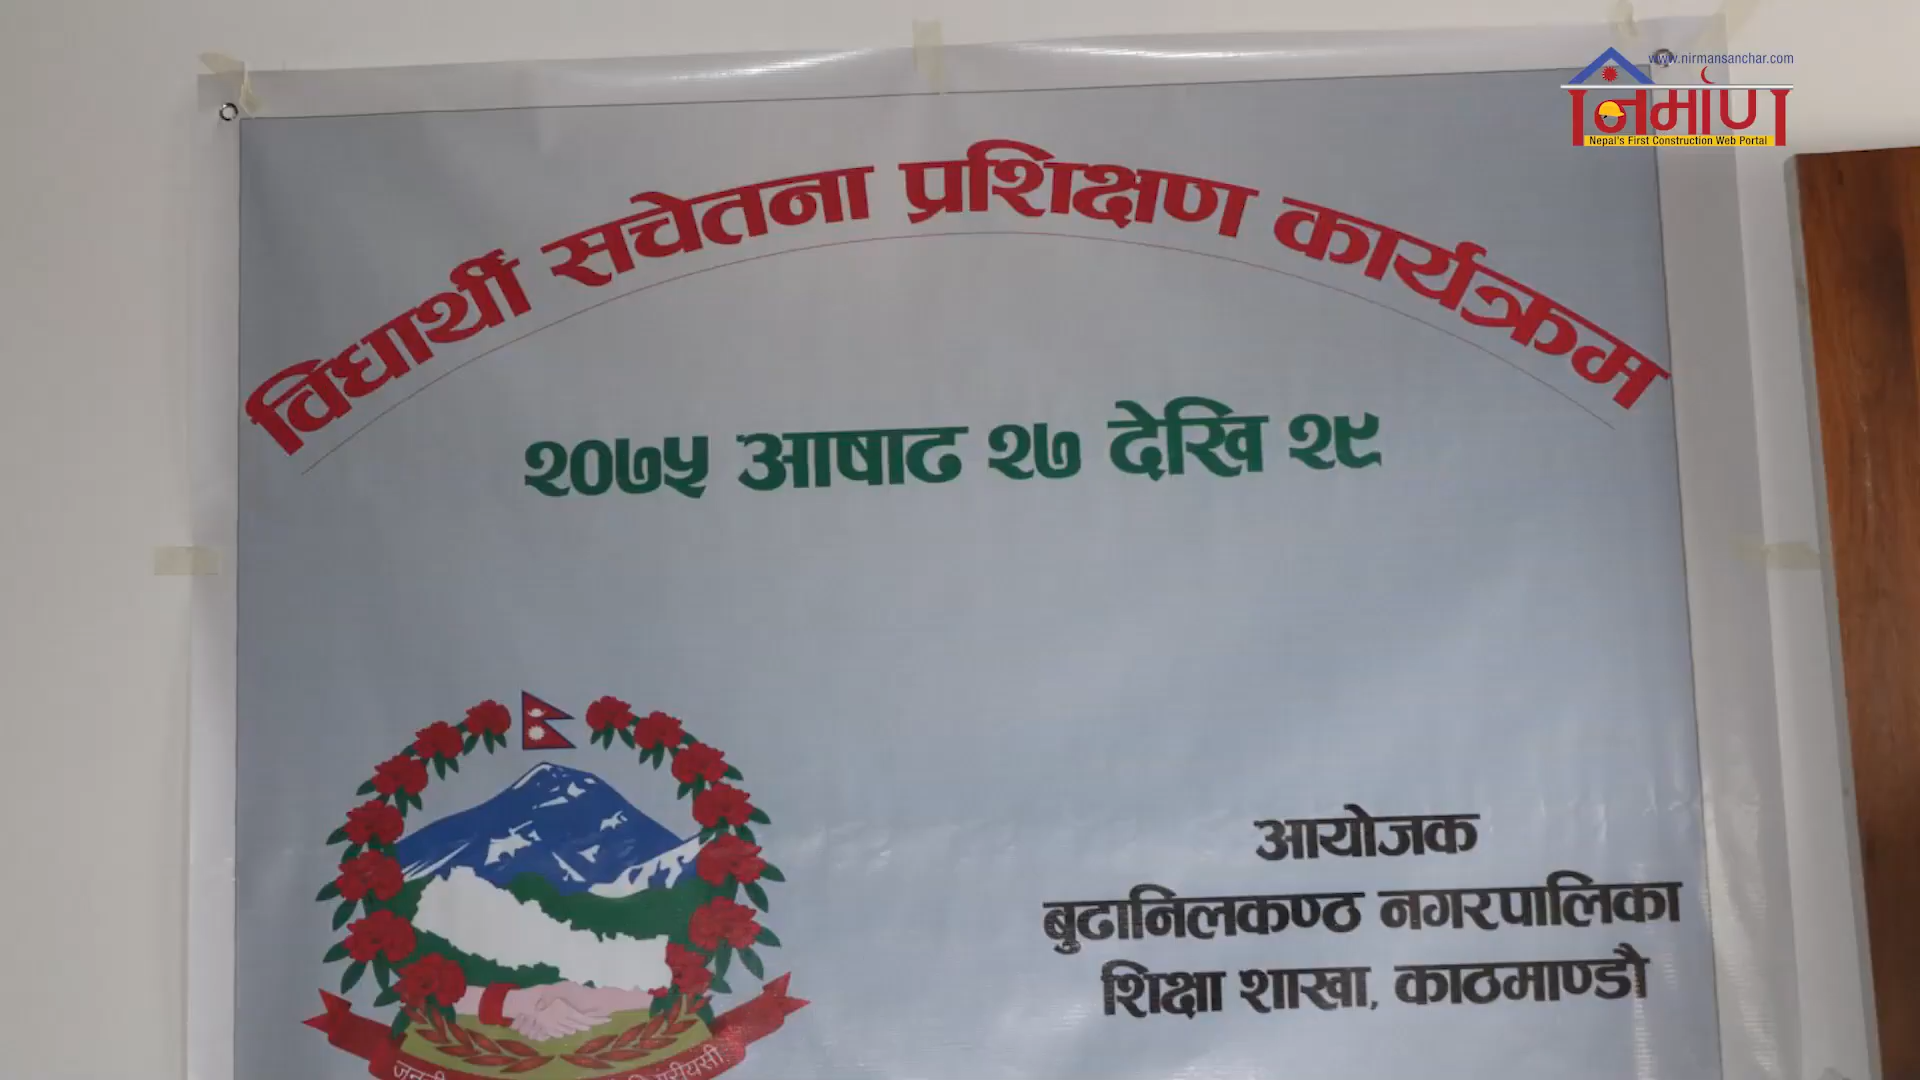 www.nirmansanchar.com
निर्माण
Nepal's First Construction Web Portal
विधार्थी सचेतना प्रशिक्षण कार्यक्रम
२०७५ आषाढ २७ देखि २९
आयोजक
बुढानिलकण्ठ नगरपालिका
शिक्षा शाखा, काठमाण्डौ